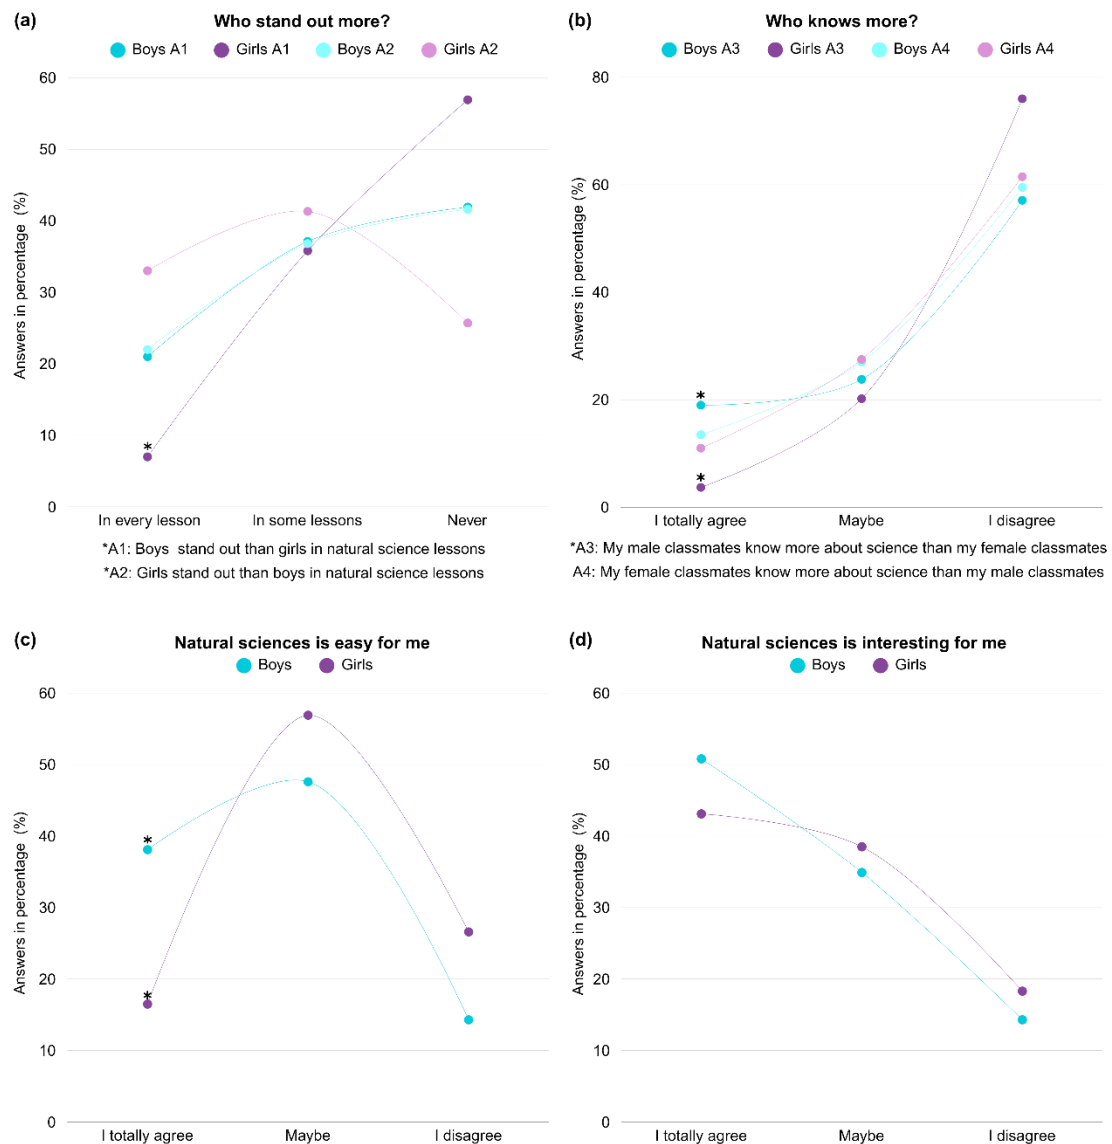 (a)
Who stand out more?
Boys A1 Girls A1 Boys A2 Girls A2
60
50
40
30
20
10
0
Answers in percentage (%)
*
In every lesson In some lessons Never
*A1: Boys stand out than girls in natural science lessons
*A2: Girls stand out than boys in natural science lessons
(b)
Who knows more?
Boys A3 Girls A3 Boys A4 Girls A4
80
60
40
20
0
Answers in percentage (%)
*
*
I totally agree Maybe I disagree
*A3: My male classmates know more about science than my female classmates
A4: My female classmates know more about science than my male classmates
(c)
Natural sciences is easy for me
Boys Girls
60
50
40
30
20
10
0
Answers in percentage (%)
*
*
I totally agree Maybe I disagree
(d)
Natural sciences is interesting for me
Boys Girls
60
50
40
30
20
10
0
Answers in percentage (%)
I totally agree Maybe I disagree